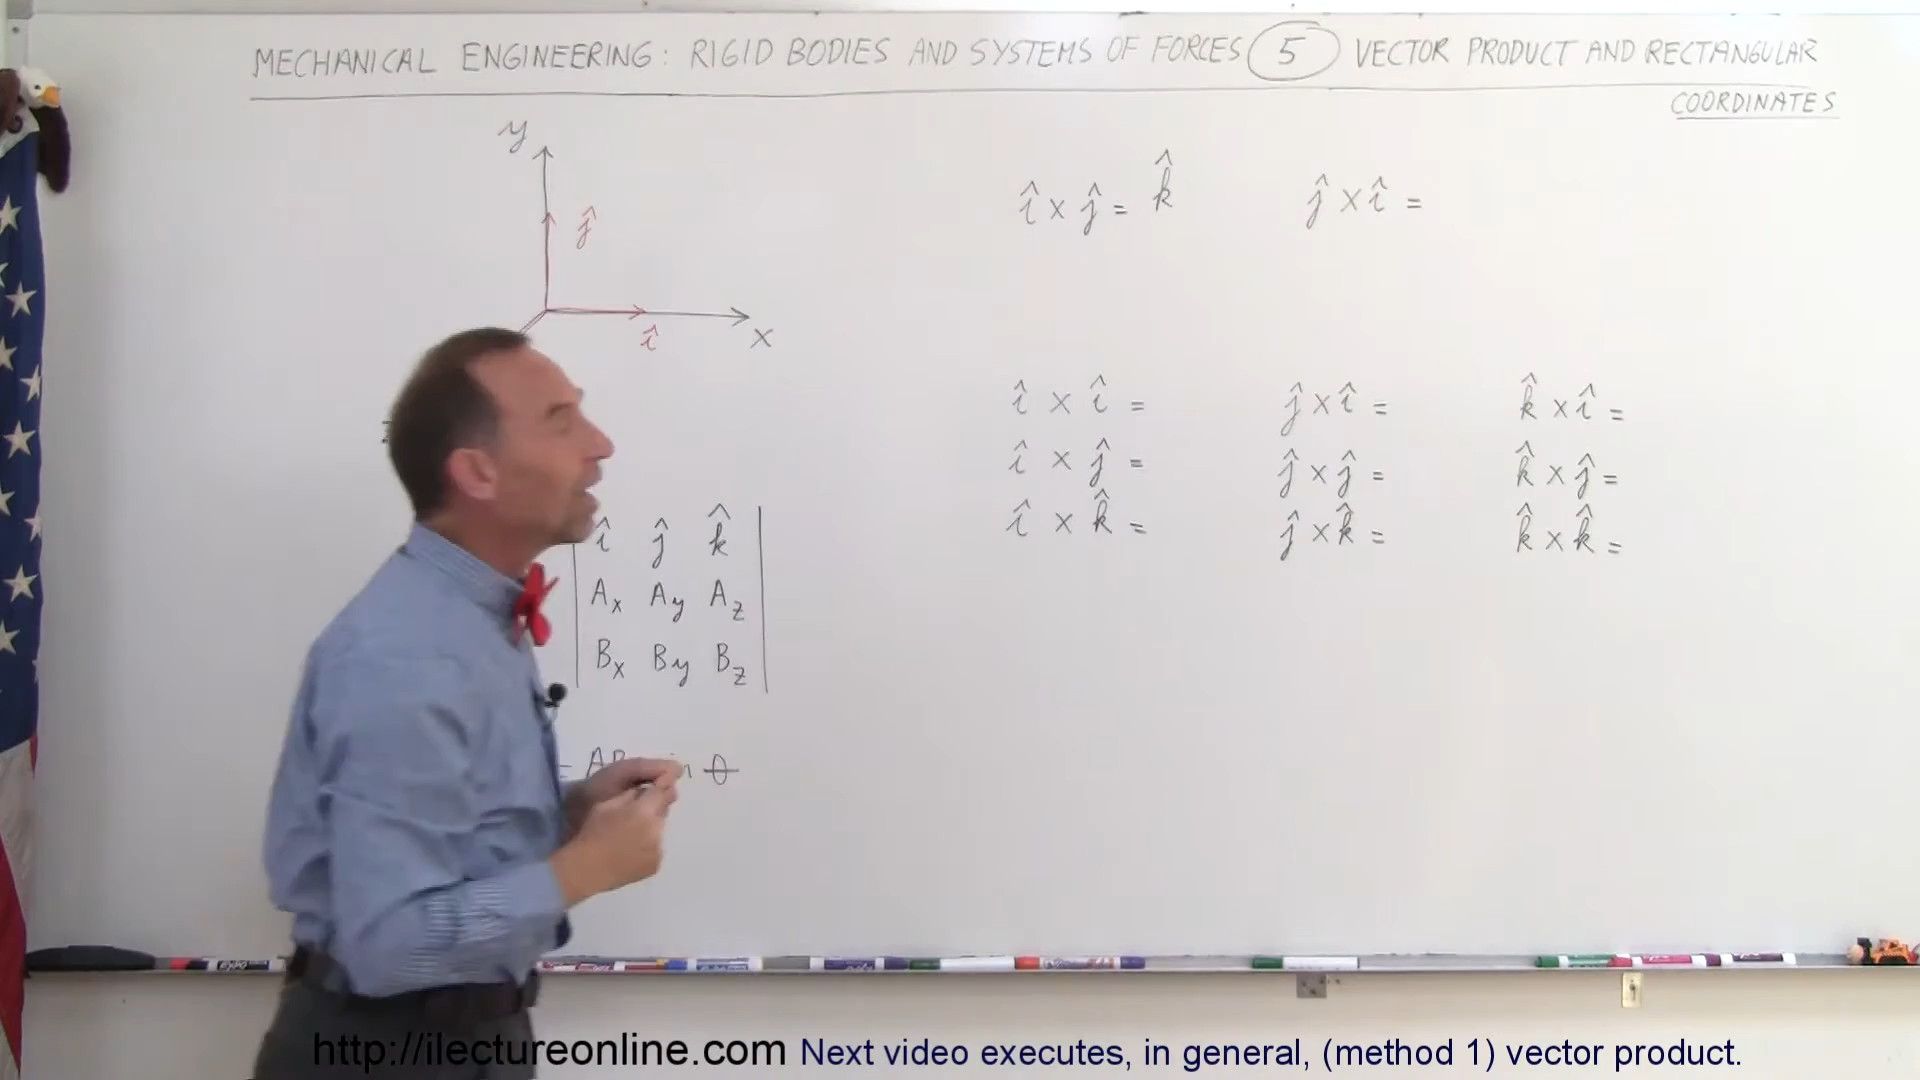 MECHANICAL ENGINEERING: RIGID BODIES AND SYSTEMS OF FORCES 5 VECTOR PRODUCT AND RECTANGULAR
COORDINATES
y
ĵ
î
x
î × ĵ = k̂
ĵ × î =
î × î =
ĵ × î =
k̂ × î =
î × ĵ =
ĵ × ĵ =
k̂ × ĵ =
î × k̂ =
ĵ × k̂ =
k̂ × k̂ =
î ĵ k̂
Ax Ay Az
Bx By Bz
= AB θ
http://ilectureonline.com Next video executes, in general, (method 1) vector product.